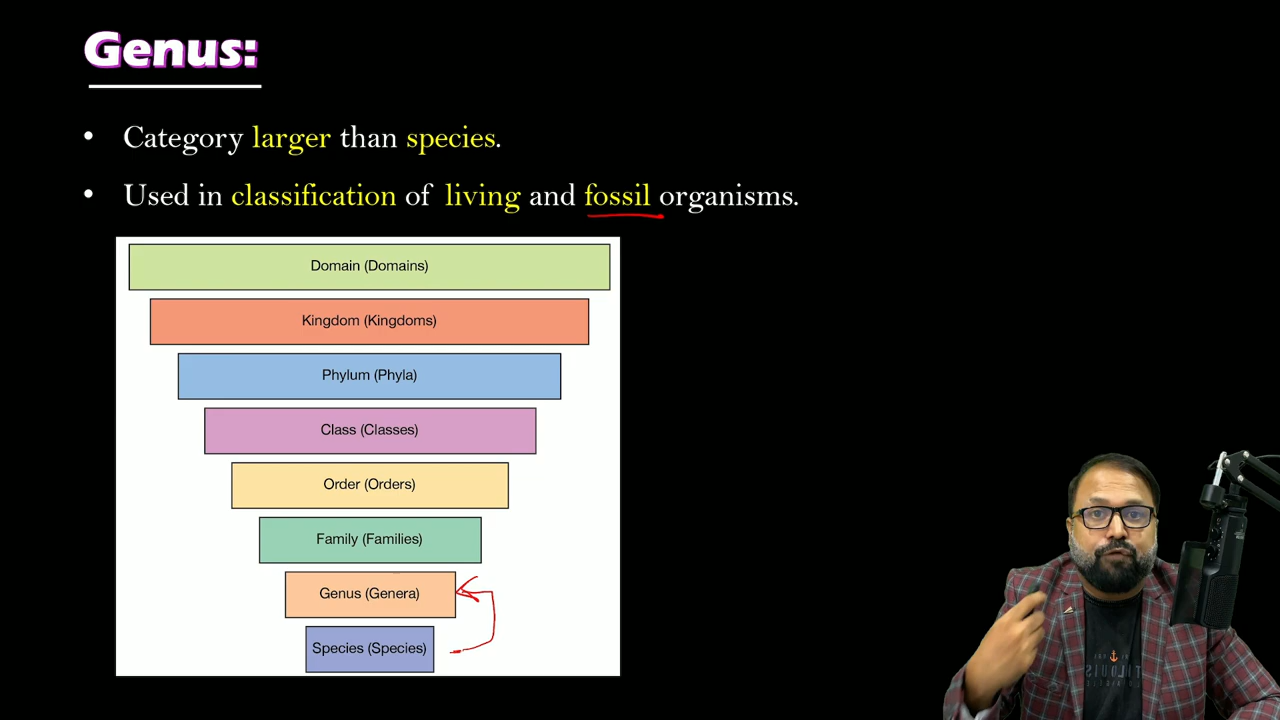 Genus:
• Category larger than species.
• Used in classification of living and fossil organisms.
Domain (Domains)
Kingdom (Kingdoms)
Phylum (Phyla)
Class (Classes)
Order (Orders)
Family (Families)
Genus (Genera)
Species (Species)